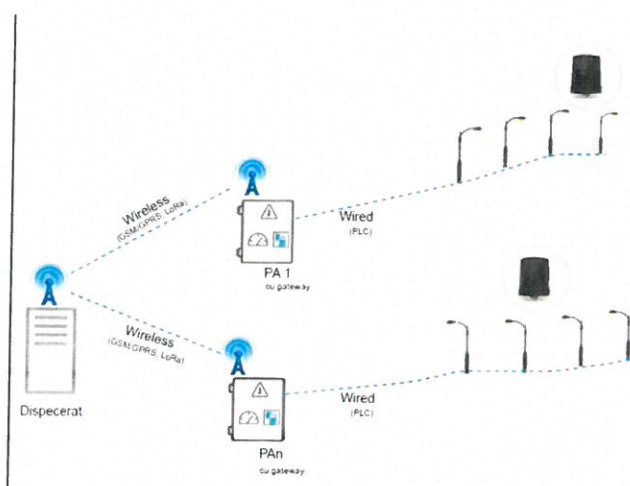 Wireless
(GSM/GPRS, LoRa)
Wired
(PLC)
PA 1
cu gateway
Wireless
(GSM/GPRS, LoRa)
Dispecerat
Wired
(PLC)
PAn
cu gateway